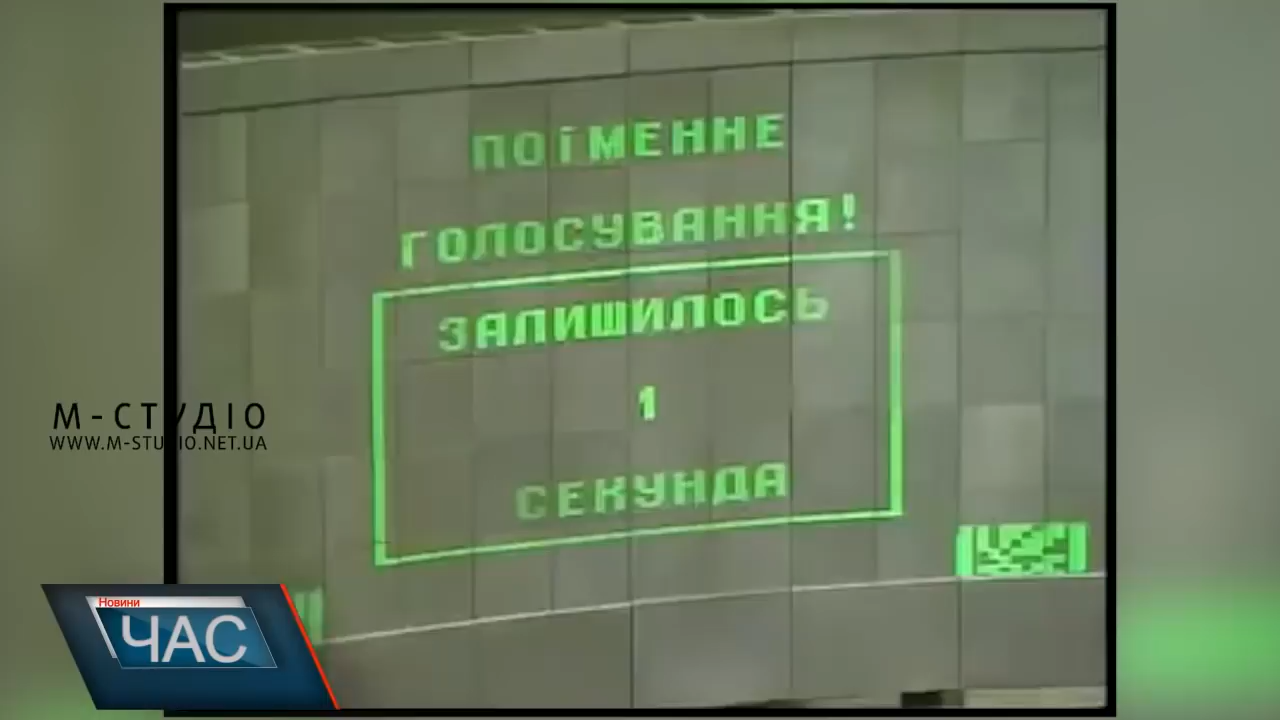 ПОіМЕННЕ
ГОЛОСУВАННЯ!
ЗАЛИШИЛОСЬ
1
СЕКУНДА
М-СТУДІО
WWW.M-STUDIO.NET.UA
Новини
ЧАС